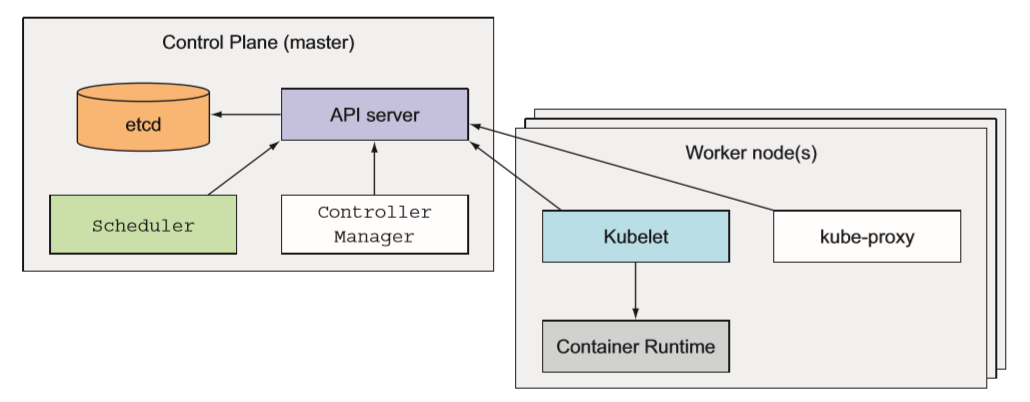 Control Plane (master)
etcd
API server
Scheduler
Controller
Manager
Worker node(s)
Kubelet
kube-proxy
Container Runtime